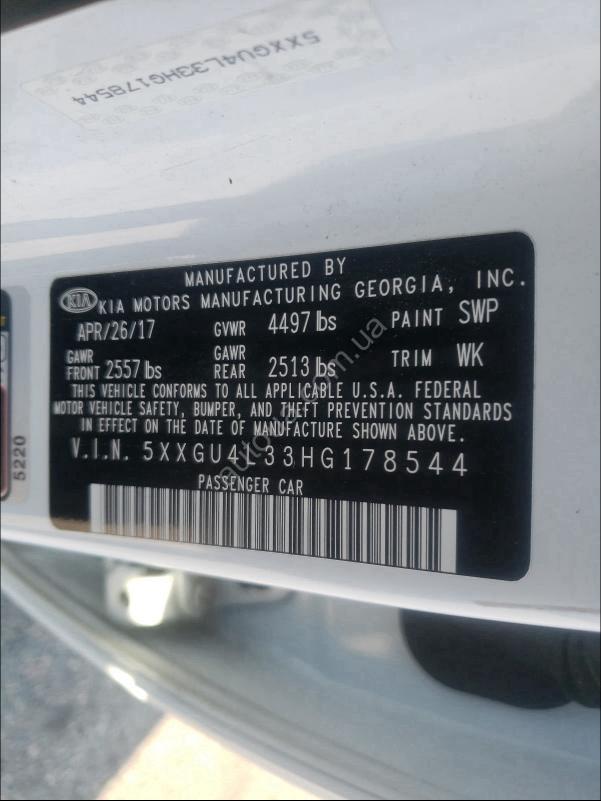 5XXGU4L33HG178544
MANUFACTURED BY
KIA KIA MOTORS MANUFACTURING GEORGIA, INC.
APR/26/17 GVWR 4497 lbs PAINT SWP
GAWR FRONT 2557 lbs GAWR REAR 2513 lbs TRIM WK
THIS VEHICLE CONFORMS TO ALL APPLICABLE U.S.A. FEDERAL
MOTOR VEHICLE SAFETY, BUMPER, AND THEFT PREVENTION STANDARDS
IN EFFECT ON THE DATE OF MANUFACTURE SHOWN ABOVE.
V.I.N. 5XXGU4L33HG178544
PASSENGER CAR
5220